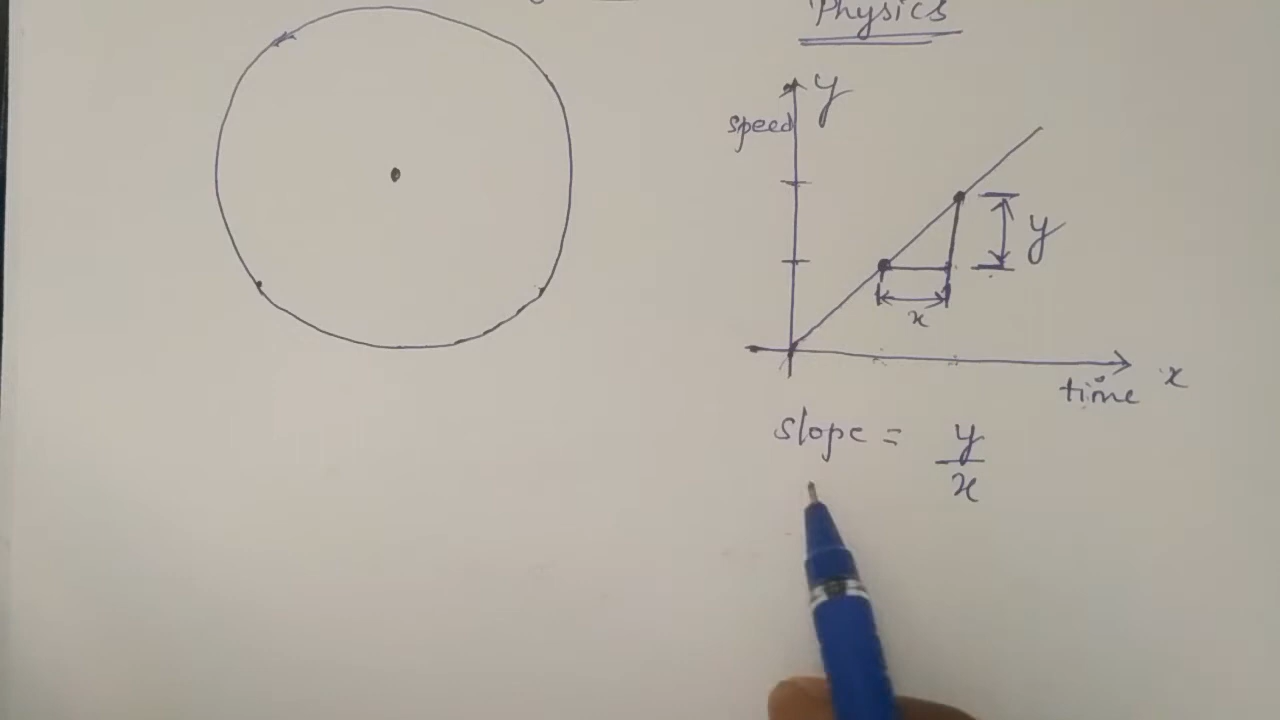 Physics
y
speed
y
x
time x
slope = y/x